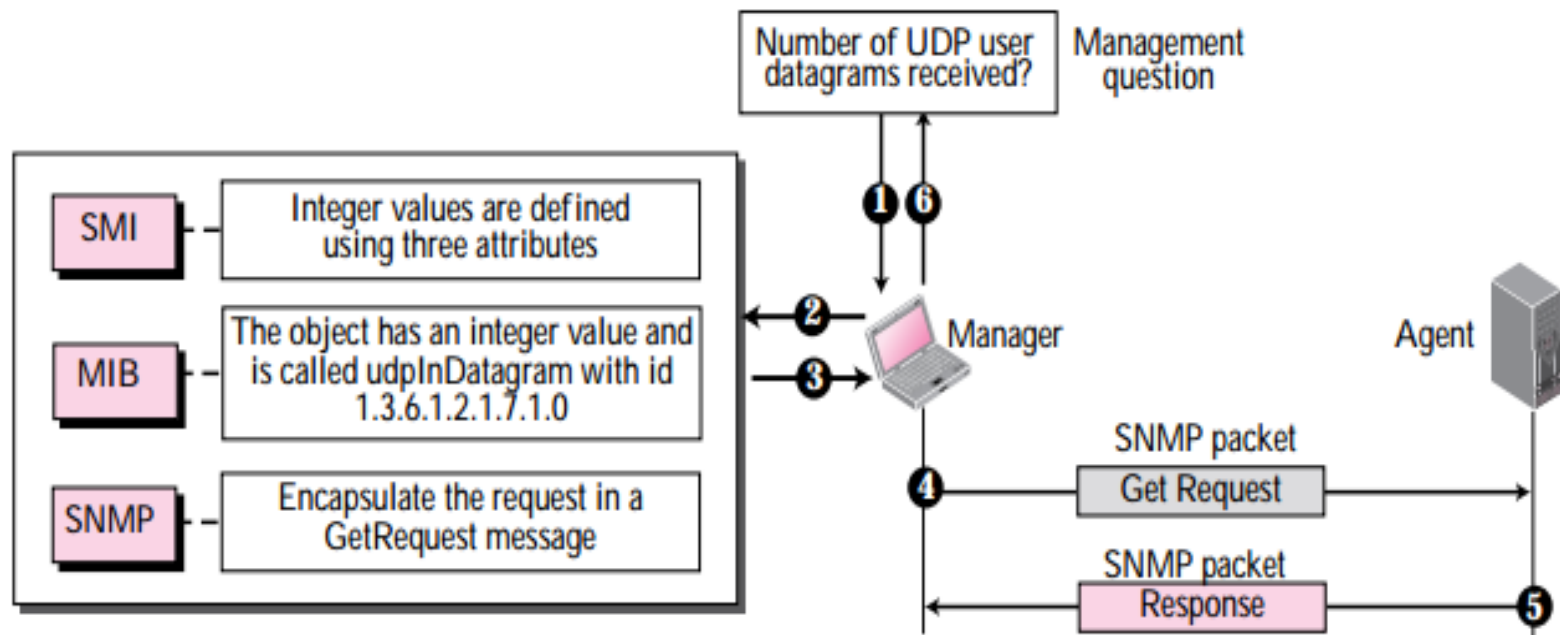 Number of UDP user
datagrams received?
Management
question
1
6
SMI
Integer values are defined
using three attributes
2
Manager
Agent
MIB
The object has an integer value and
is called udpInDatagram with id
1.3.6.1.2.1.7.1.0
3
SNMP
Encapsulate the request in a
GetRequest message
SNMP packet
4
Get Request
SNMP packet
Response
5